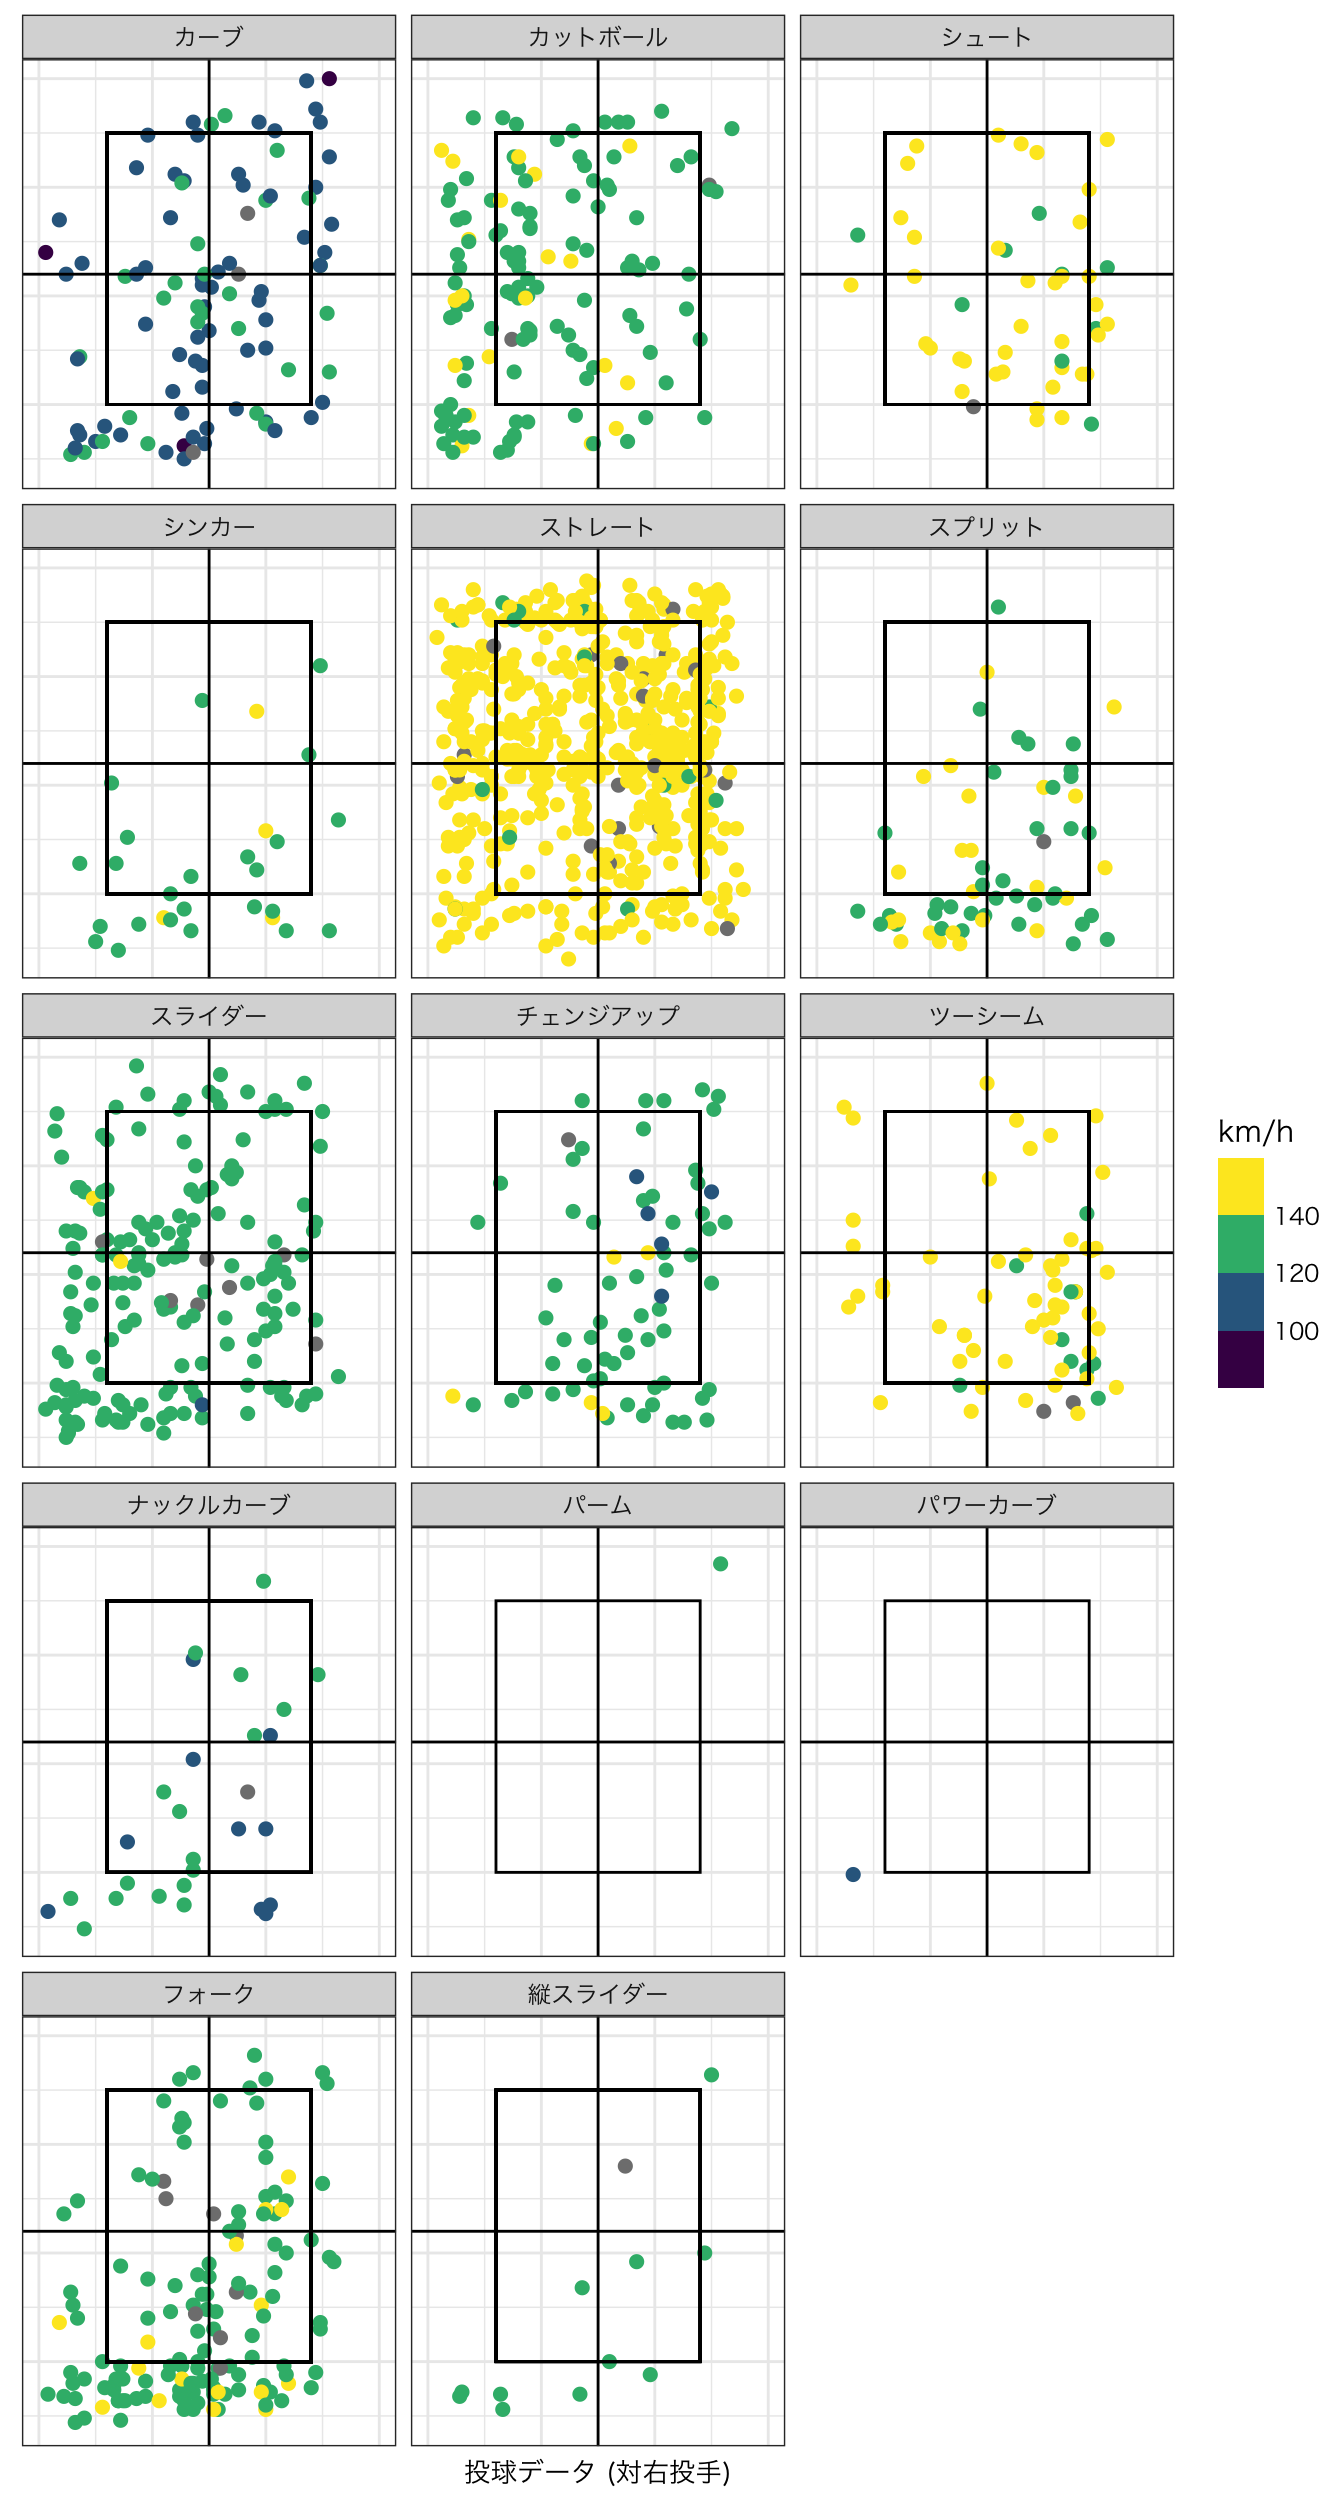 カーブ
カットボール
シュート
シンカー
ストレート
スプリット
スライダー
チェンジアップ
ツーシーム
km/h
140
120
100
ナックルカーブ
パーム
パワーカーブ
フォーク
縦スライダー
投球データ (対右投手)